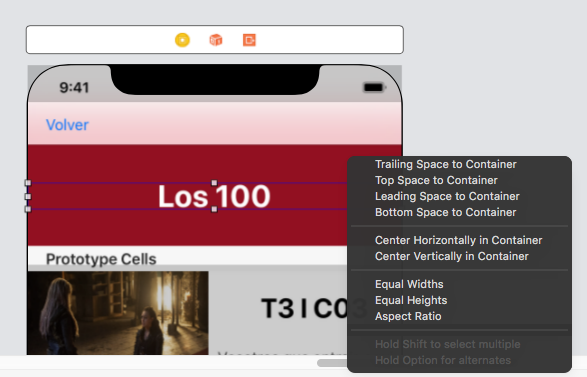 9:41
Volver
Los 100
Prototype Cells
T3 I C03
Trailing Space to Container
Top Space to Container
Leading Space to Container
Bottom Space to Container
Center Horizontally in Container
Center Vertically in Container
Equal Widths
Equal Heights
Aspect Ratio
Hold Shift to select multiple
Hold Option for alternates